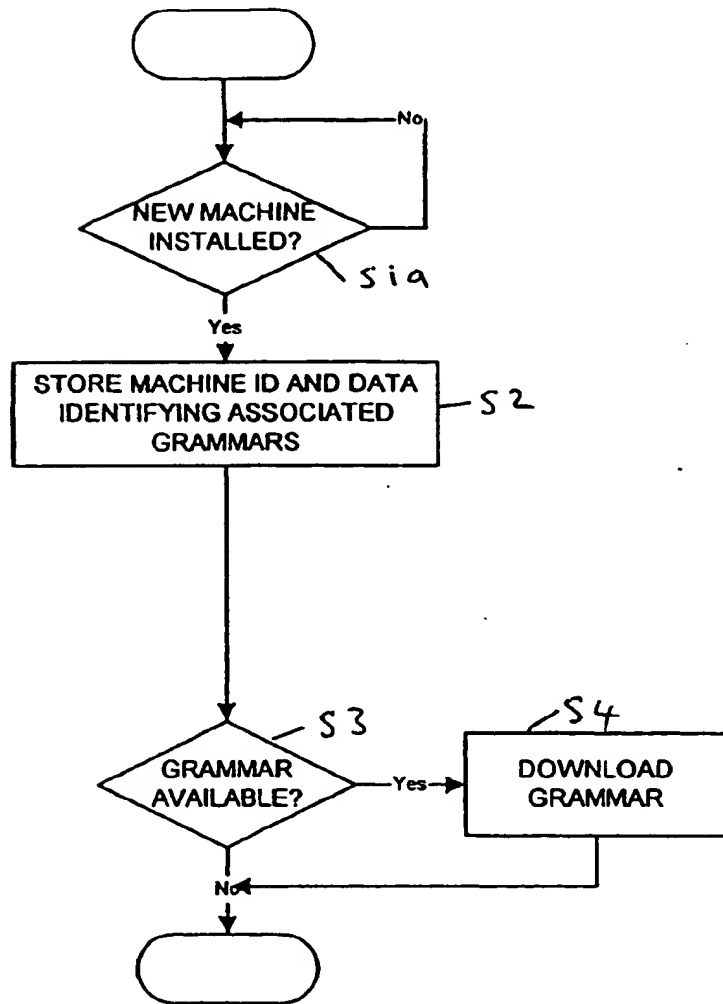 No
NEW MACHINE
INSTALLED?
S1a
Yes
STORE MACHINE ID AND DATA
IDENTIFYING ASSOCIATED
GRAMMARS
S2
S3
S4
GRAMMAR
AVAILABLE?
Yes
DOWNLOAD
GRAMMAR
No